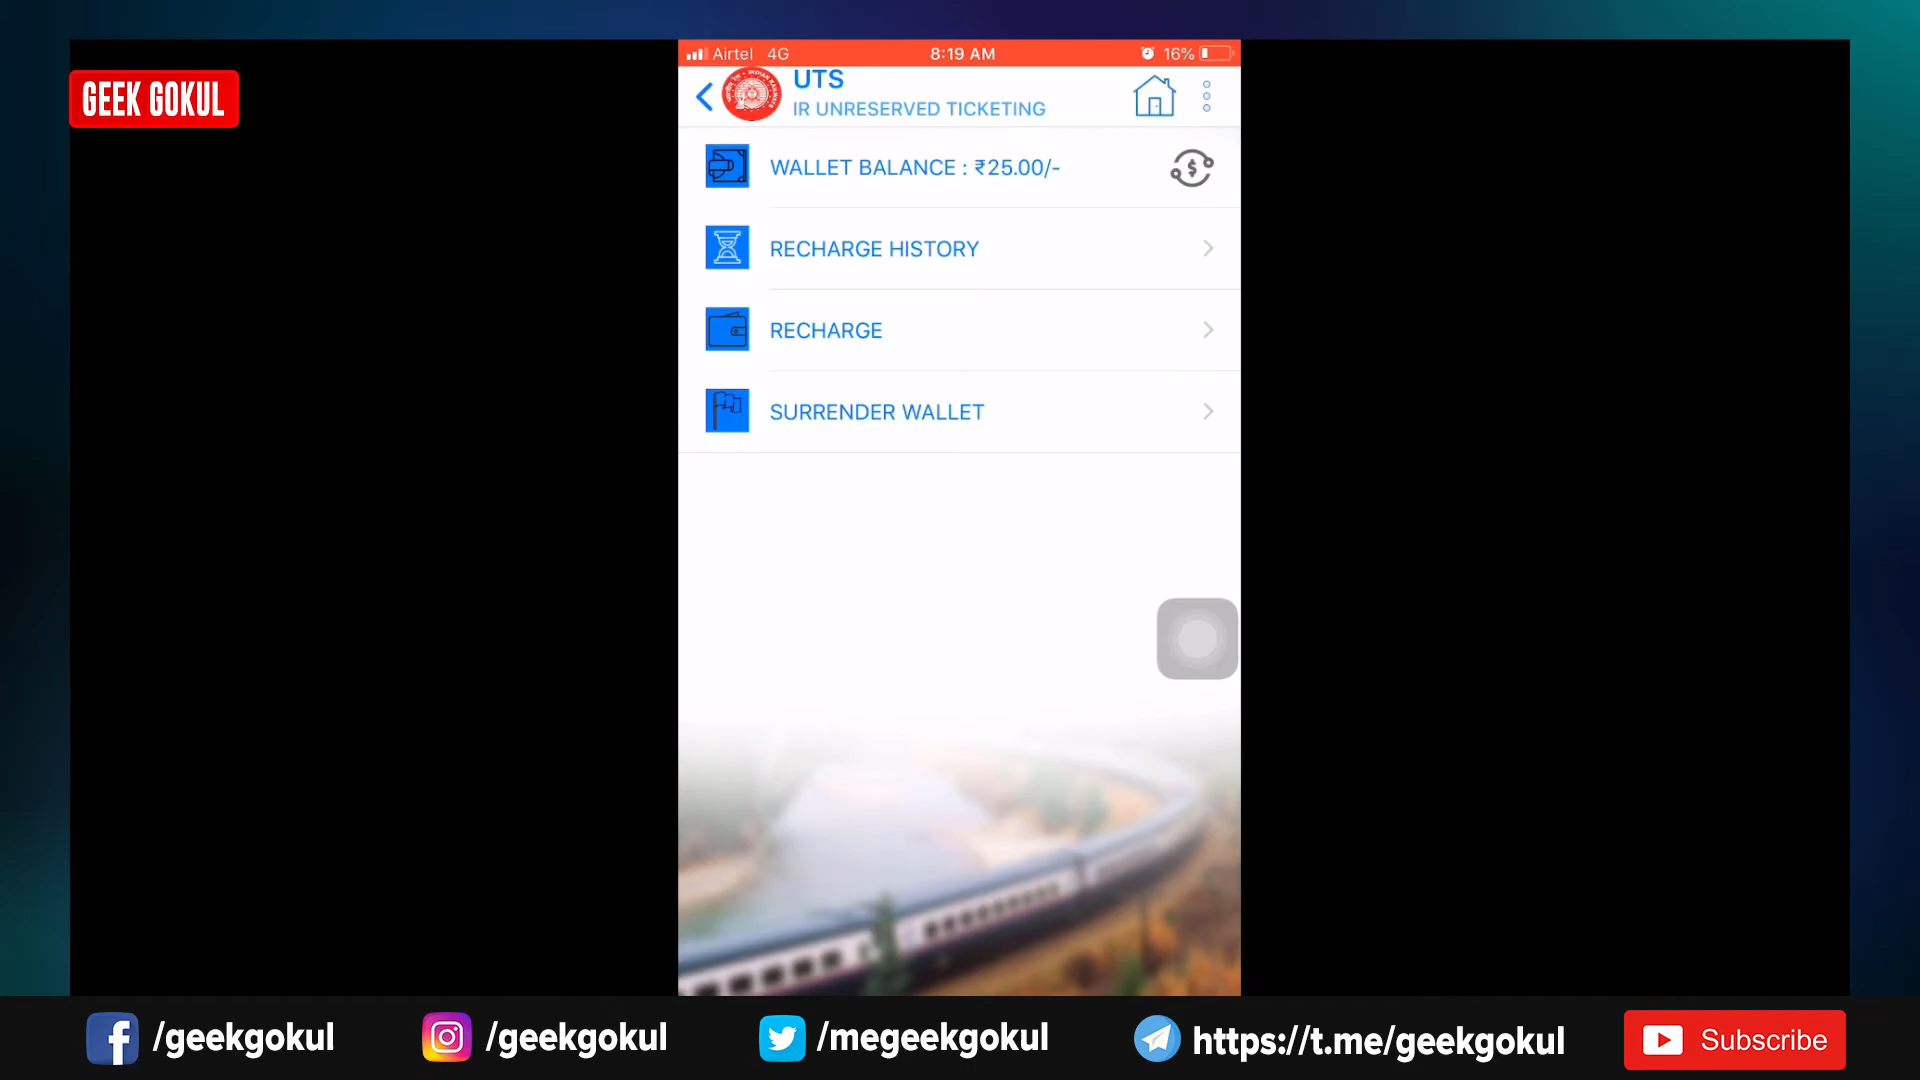 GEEK GOKUL
Airtel 4G 8:19 AM 16%
UTS
IR UNRESERVED TICKETING
WALLET BALANCE : ₹25.00/-
RECHARGE HISTORY
RECHARGE
SURRENDER WALLET
/geekgokul /geekgokul /megeekgokul https://t.me/geekgokul Subscribe